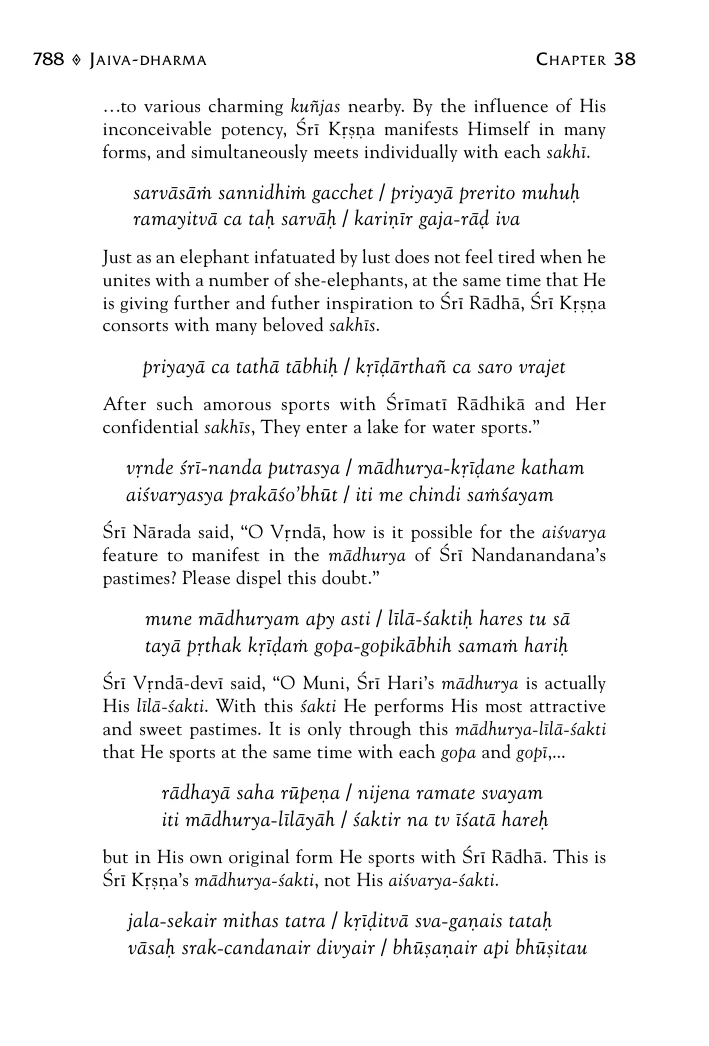 788 ◈ JAIVA-DHARMA CHAPTER 38
…to various charming kuñjas nearby. By the influence of His
inconceivable potency, Śrī Kṛṣṇa manifests Himself in many
forms, and simultaneously meets individually with each sakhī.
sarvāsāṁ sannidhiṁ gacchet / priyayā prerito muhuḥ
ramayitvā ca taḥ sarvāḥ / kariṇīr gaja-rāḍ iva
Just as an elephant infatuated by lust does not feel tired when he
unites with a number of she-elephants, at the same time that He
is giving further and futher inspiration to Śrī Rādhā, Śrī Kṛṣṇa
consorts with many beloved sakhīs.
priyayā ca tathā tābhiḥ / kṛīḍārthañ ca saro vrajet
After such amorous sports with Śrīmatī Rādhikā and Her
confidential sakhīs, They enter a lake for water sports.”
vṛnde śrī-nanda putrasya / mādhurya-kṛīḍane katham
aiśvaryasya prakāśo’bhūt / iti me chindi saṁśayam
Śrī Nārada said, “O Vṛndā, how is it possible for the aiśvarya
feature to manifest in the mādhurya of Śrī Nandanandana’s
pastimes? Please dispel this doubt.”
mune mādhuryam apy asti / līlā-śaktiḥ hares tu sā
tayā pṛthak kṛīḍaṁ gopa-gopikābhih samaṁ hariḥ
Śrī Vṛndā-devī said, “O Muni, Śrī Hari’s mādhurya is actually
His līlā-śakti. With this śakti He performs His most attractive
and sweet pastimes. It is only through this mādhurya-līlā-śakti
that He sports at the same time with each gopa and gopī,...
rādhayā saha rūpeṇa / nijena ramate svayam
iti mādhurya-līlāyāh / śaktir na tv īśatā hareḥ
but in His own original form He sports with Śrī Rādhā. This is
Śrī Kṛṣṇa’s mādhurya-śakti, not His aiśvarya-śakti.
jala-sekair mithas tatra / kṛīḍitvā sva-gaṇais tataḥ
vāsaḥ srak-candanair divyair / bhūṣaṇair api bhūṣitau